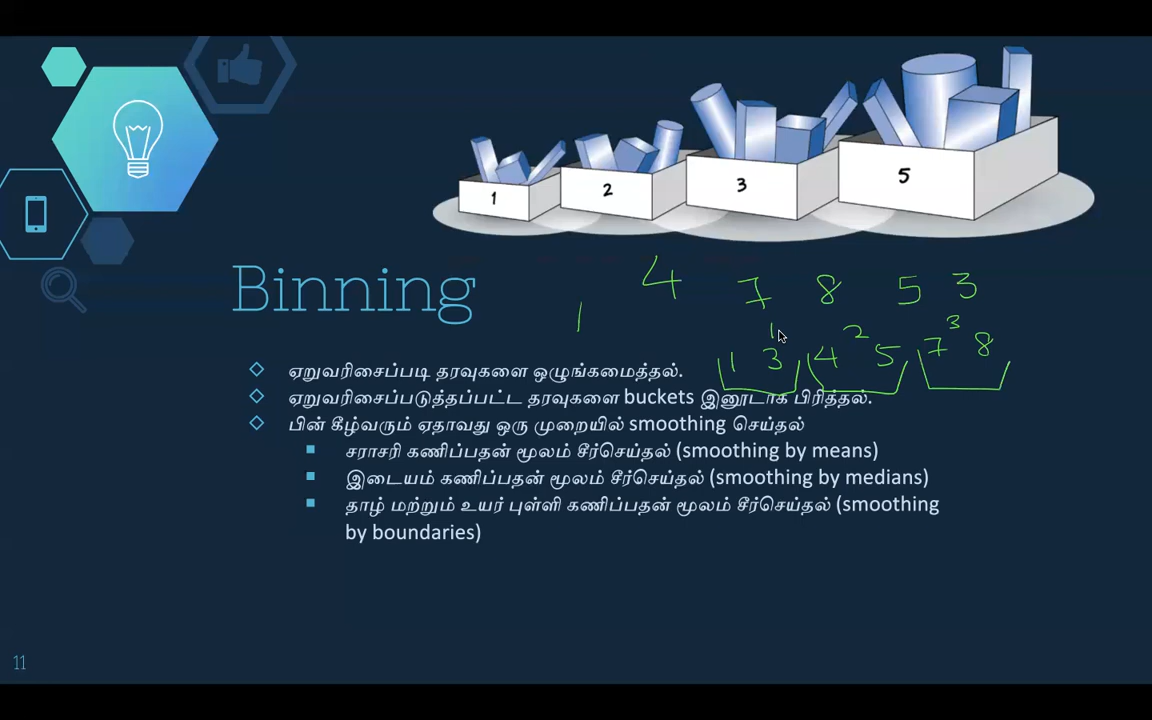 1 2 3 5
4 7 8 5 3
Binning
1
1 2 3
1 3 4 5 7 8
ஏறுவரிசைப்படி தரவுகளை ஒழுங்கமைத்தல்.
ஏறுவரிசைப்படுத்தப்பட்ட தரவுகளை buckets இனூடாக பிரித்தல்.
பின் கீழ்வரும் ஏதாவது ஒரு முறையில் smoothing செய்தல்
சராசரி கணிப்பதன் மூலம் சீர்செய்தல் (smoothing by means)
இடையம் கணிப்பதன் மூலம் சீர்செய்தல் (smoothing by medians)
தாழ் மற்றும் உயர் புள்ளி கணிப்பதன் மூலம் சீர்செய்தல் (smoothing
by boundaries)
11